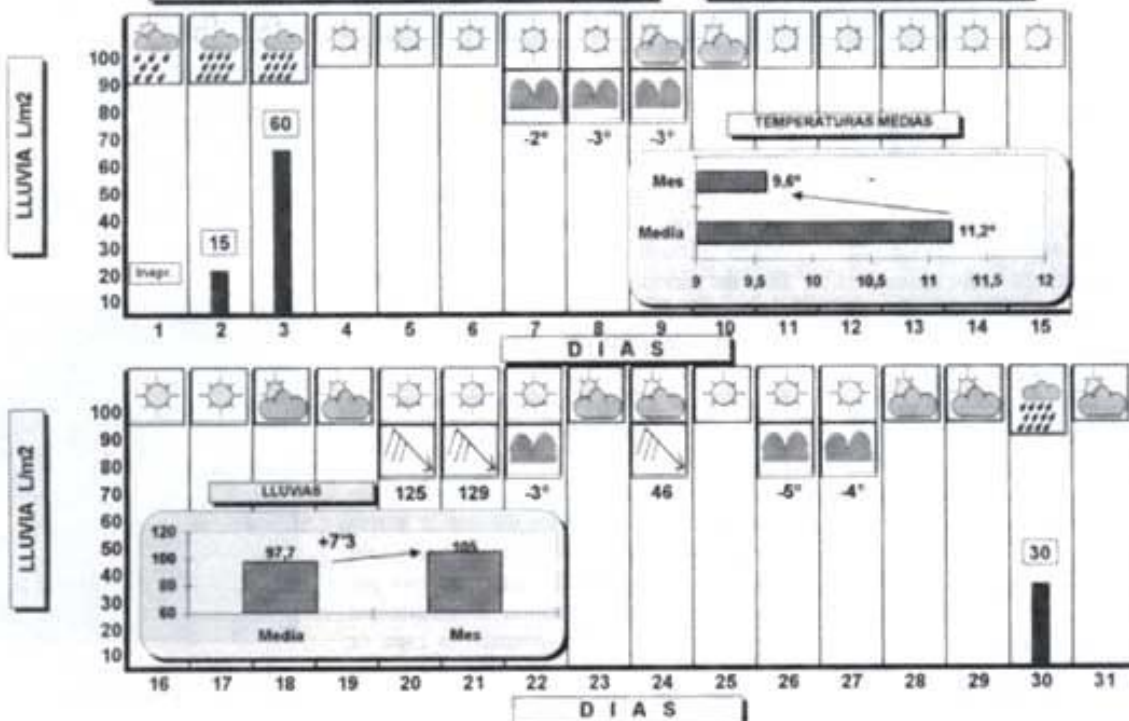 LLUVIA L/m2
100
90
80
70
60
50
40
30
20
10
60
15
Inapr.
-2° -3° -3°
TEMPERATURAS MEDIAS
Mes 9,6°
Media 11,2°
9 9,5 10 10,5 11 11,5 12
1 2 3 4 5 6 7 8 9 10 11 12 13 14 15
D I A S
LLUVIA L/m2
100
90
80
70
60
50
40
30
20
10
125 129 -3° 46 -5° -4°
LLUVIAS
120
100
80
60
97,7 +7'3 105
Media Mes
30
16 17 18 19 20 21 22 23 24 25 26 27 28 29 30 31
D I A S